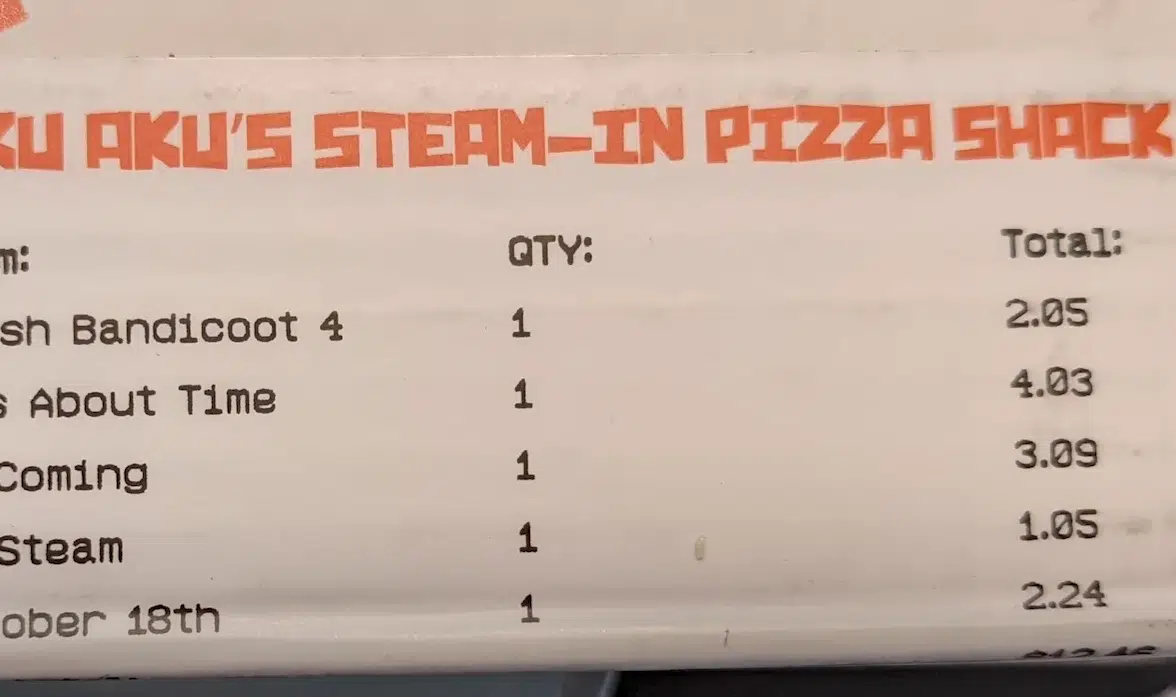 KU AKU'S STEAM-IN PIZZA SHACK
m: QTY: Total:
sh Bandicoot 4 1 2.05
s About Time 1 4.03
Coming 1 3.09
Steam 1 1.05
ober 18th 1 2.24